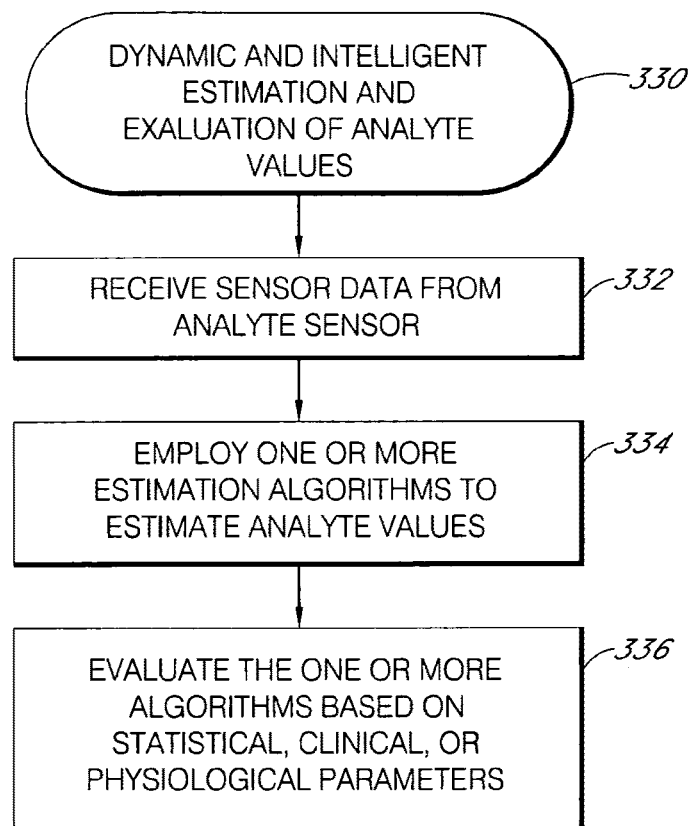 DYNAMIC AND INTELLIGENT
ESTIMATION AND
EXALUATION OF ANALYTE
VALUES
330
RECEIVE SENSOR DATA FROM
ANALYTE SENSOR
332
EMPLOY ONE OR MORE
ESTIMATION ALGORITHMS TO
ESTIMATE ANALYTE VALUES
334
EVALUATE THE ONE OR MORE
ALGORITHMS BASED ON
STATISTICAL, CLINICAL, OR
PHYSIOLOGICAL PARAMETERS
336